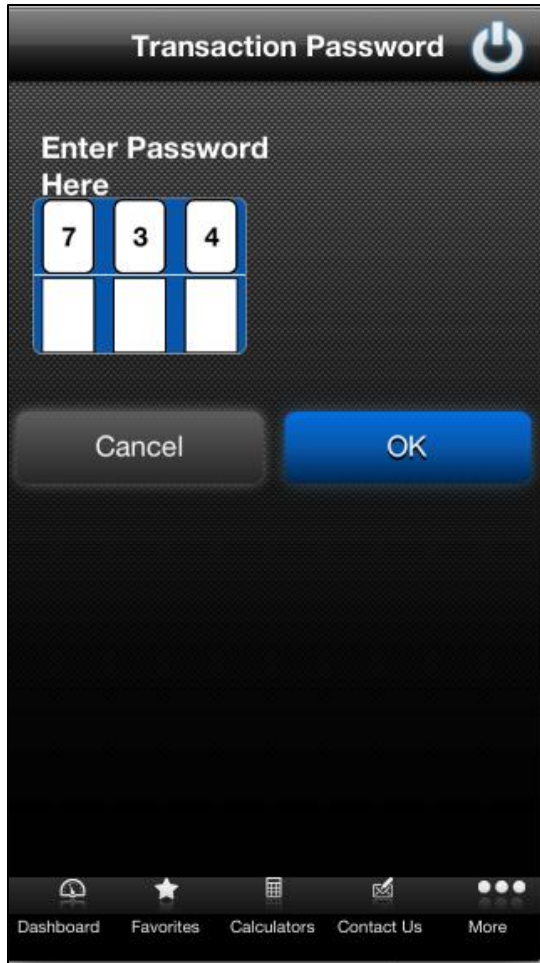 Transaction Password
Enter Password
Here
7 3 4
Cancel OK
Dashboard Favorites Calculators Contact Us More